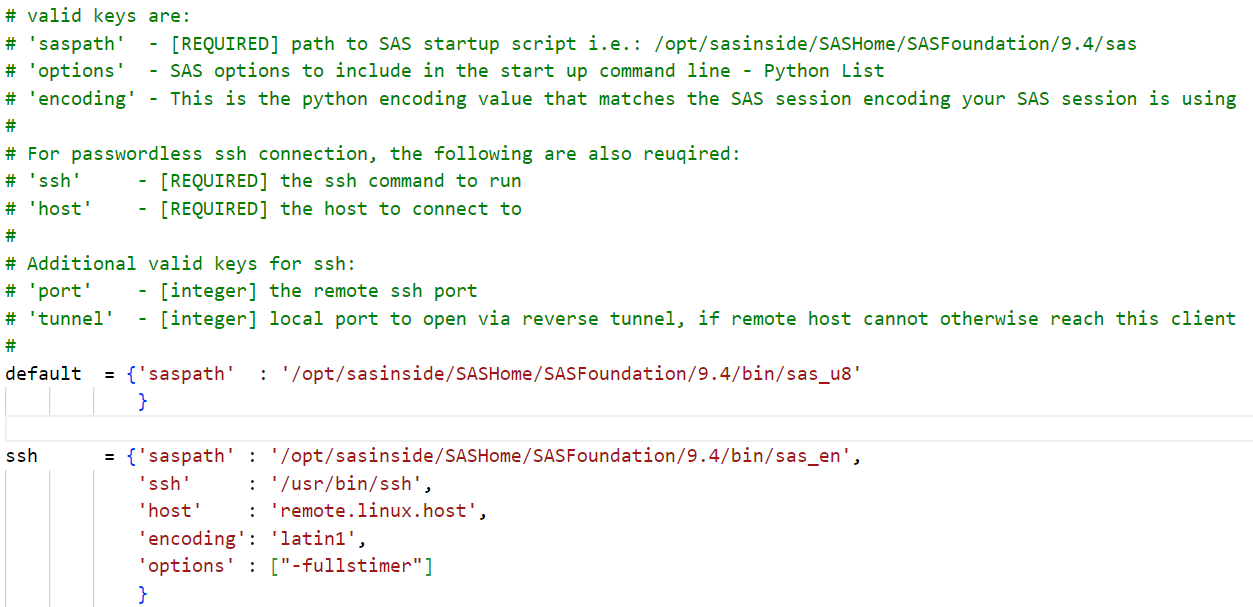 # valid keys are:
# 'saspath'  - [REQUIRED] path to SAS startup script i.e.: /opt/sasinside/SASHome/SASFoundation/9.4/sas
# 'options'  - SAS options to include in the start up command line - Python List
# 'encoding' - This is the python encoding value that matches the SAS session encoding your SAS session is using
#
# For passwordless ssh connection, the following are also reuqired:
# 'ssh'     - [REQUIRED] the ssh command to run
# 'host'    - [REQUIRED] the host to connect to
#
# Additional valid keys for ssh:
# 'port'    - [integer] the remote ssh port
# 'tunnel'  - [integer] local port to open via reverse tunnel, if remote host cannot otherwise reach this client
#
default  = {'saspath'  : '/opt/sasinside/SASHome/SASFoundation/9.4/bin/sas_u8'
            }
ssh      = {'saspath' : '/opt/sasinside/SASHome/SASFoundation/9.4/bin/sas_en',
            'ssh'     : '/usr/bin/ssh',
            'host'    : 'remote.linux.host',
            'encoding': 'latin1',
            'options' : ["-fullstimer"]
            }